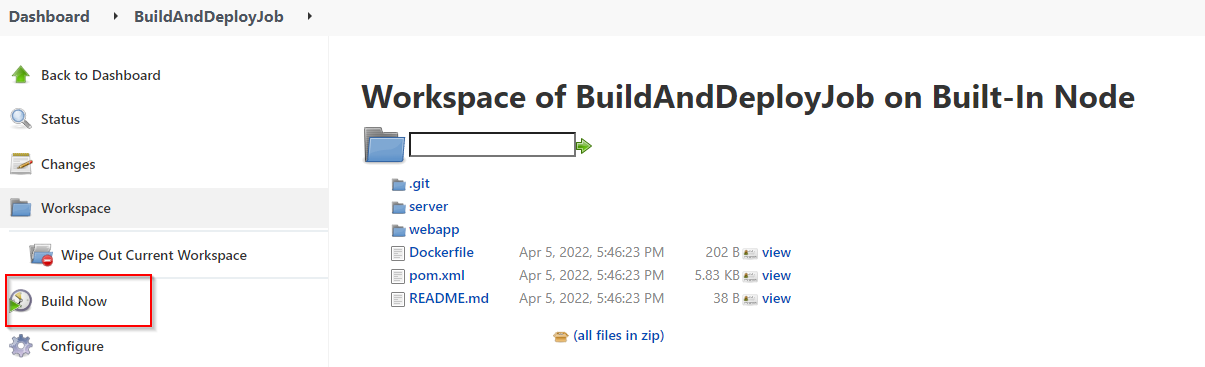 Dashboard BuildAndDeployJob
Back to Dashboard
Status
Changes
Workspace
Wipe Out Current Workspace
Build Now
Configure
Workspace of BuildAndDeployJob on Built-In Node
.git
server
webapp
Dockerfile Apr 5, 2022, 5:46:23 PM 202 B view
pom.xml Apr 5, 2022, 5:46:23 PM 5.83 KB view
README.md Apr 5, 2022, 5:46:23 PM 38 B view
(all files in zip)